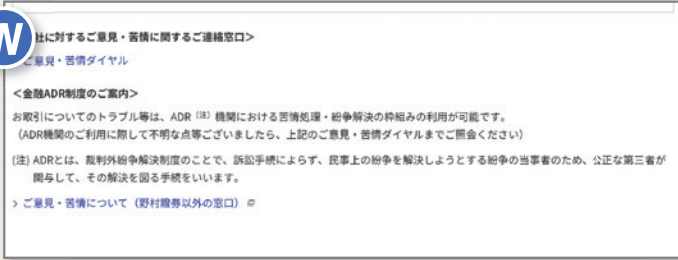 W
社に対するご意見・苦情に関するご連絡窓口＞
ご意見・苦情ダイヤル
＜金融ADR制度のご案内＞
お取引についてのトラブル等は、ADR（注）機関における苦情処理・紛争解決の枠組みの利用が可能です。
（ADR機関のご利用に際して不明な点等ございましたら、上記のご意見・苦情ダイヤルまでご照会ください）
(注) ADRとは、裁判外紛争解決制度のことで、訴訟手続によらず、民事上の紛争を解決しようとする紛争の当事者のため、公正な第三者が
関与して、その解決を図る手続をいいます。
> ご意見・苦情について（野村證券以外の窓口）